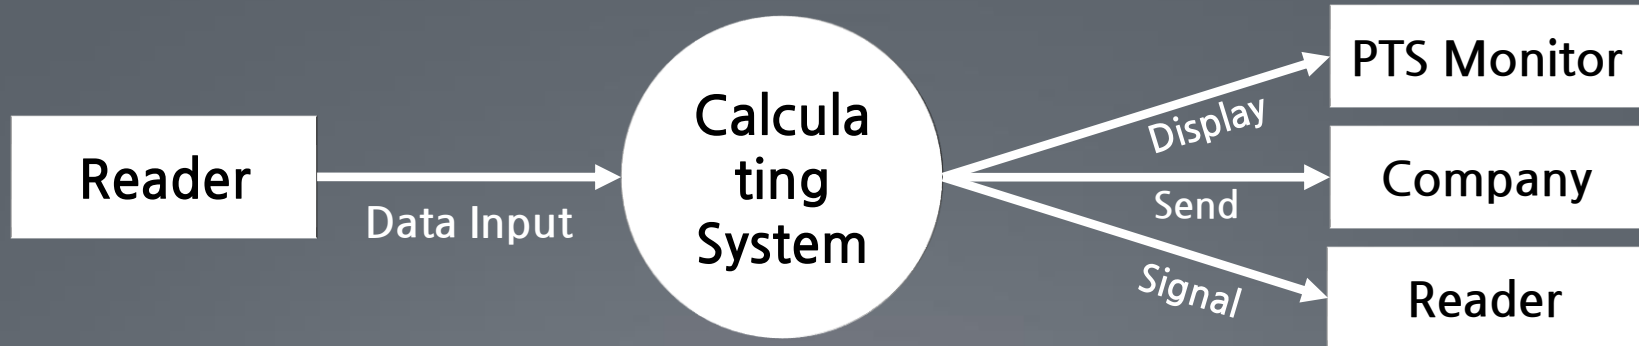 Reader
Data Input
Calcula
ting
System
Display
Send
Signal
PTS Monitor
Company
Reader